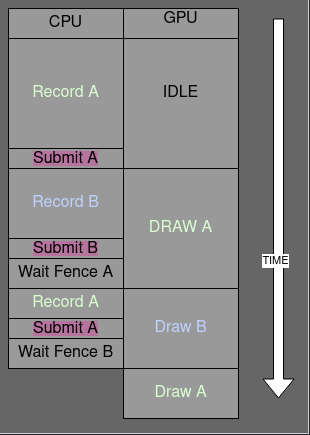 CPU
GPU
Record A
IDLE
Submit A
Record B
DRAW A
Submit B
Wait Fence A
Record A
Submit A
Draw B
Wait Fence B
Draw A
TIME